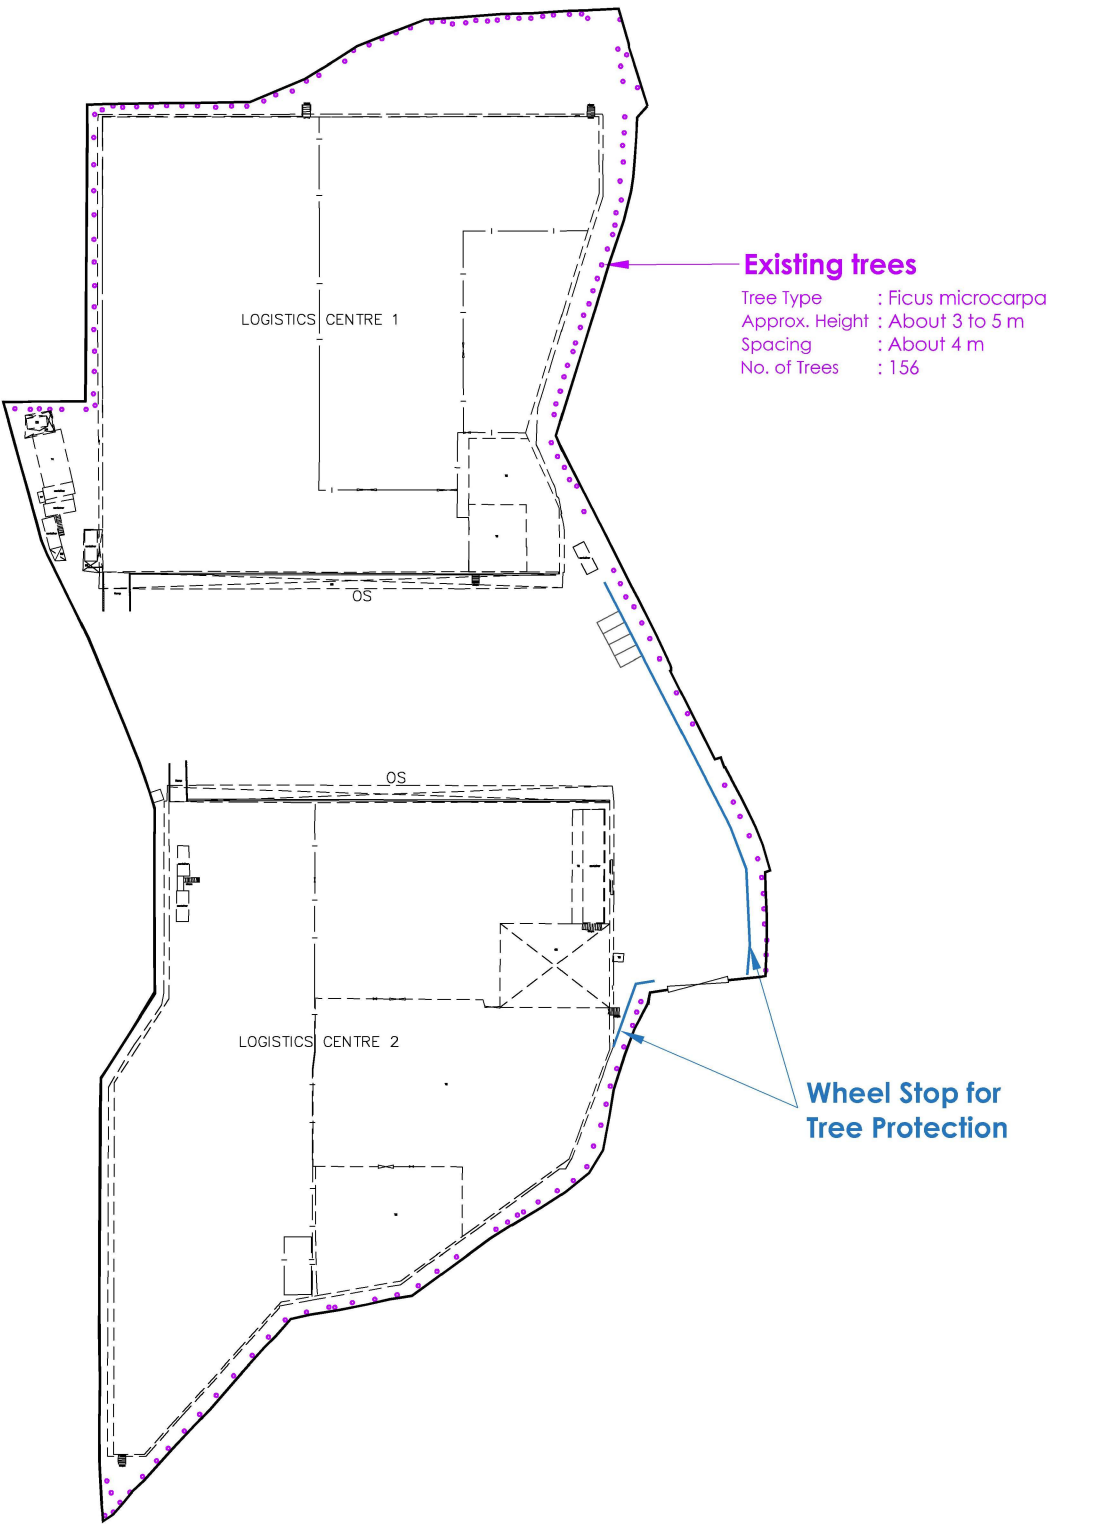 Existing trees
Tree Type : Ficus microcarpa
Approx. Height : About 3 to 5 m
Spacing : About 4 m
No. of Trees : 156
LOGISTICS CENTRE 1
OS
OS
LOGISTICS CENTRE 2
Wheel Stop for
Tree Protection